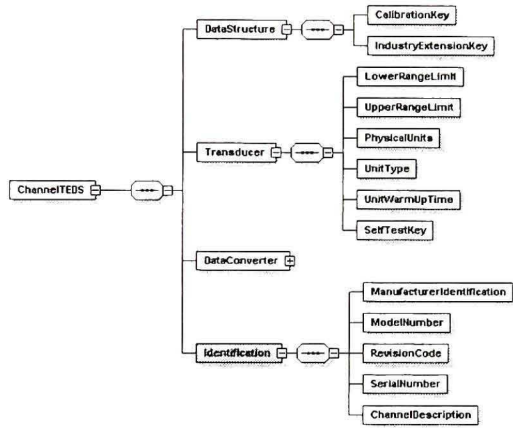 CalibrationKey
DataStructure
IndustryExtensionKey
LowerRangeLimit
UpperRangeLimit
PhysicalUnits
Transducer
UnitType
ChannelTEDS
UnitWarmUpTime
SelfTestKey
DataConverter
ManufacturerIdentification
ModelNumber
Identification
RevisionCode
SerialNumber
ChannelDescription